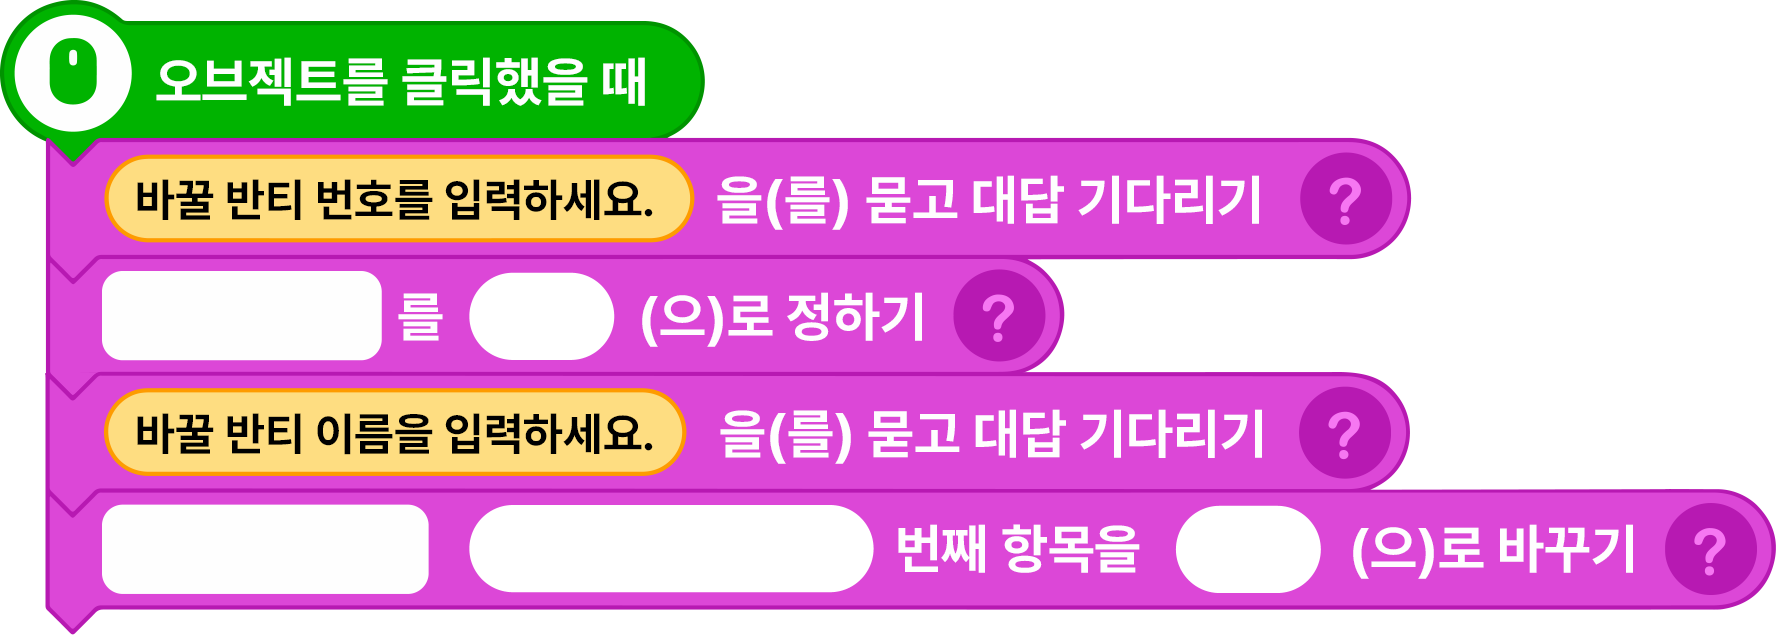 오브젝트를 클릭했을 때
바꿀 반티 번호를 입력하세요. 을(를) 묻고 대답 기다리기 ?
를 (으)로 정하기 ?
바꿀 반티 이름을 입력하세요. 을(를) 묻고 대답 기다리기 ?
번째 항목을 (으)로 바꾸기 ?